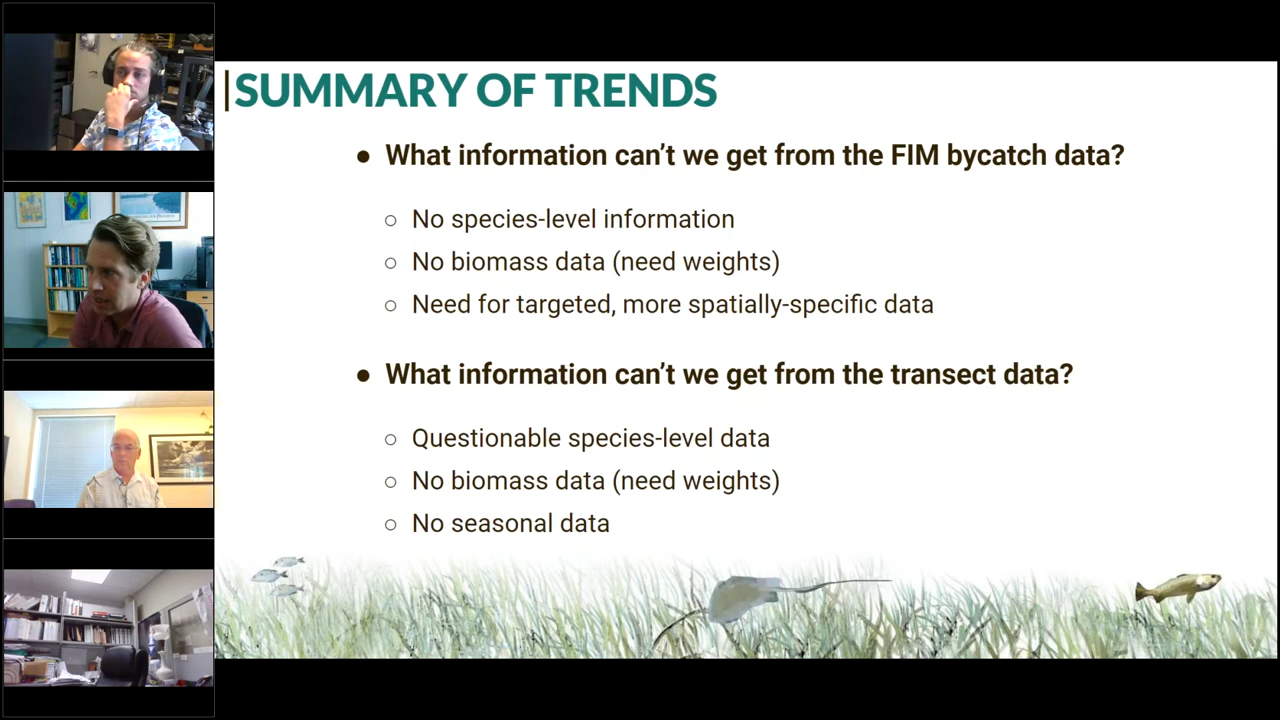 SUMMARY OF TRENDS
● What information can’t we get from the FIM bycatch data?
○ No species-level information
○ No biomass data (need weights)
○ Need for targeted, more spatially-specific data
● What information can’t we get from the transect data?
○ Questionable species-level data
○ No biomass data (need weights)
○ No seasonal data